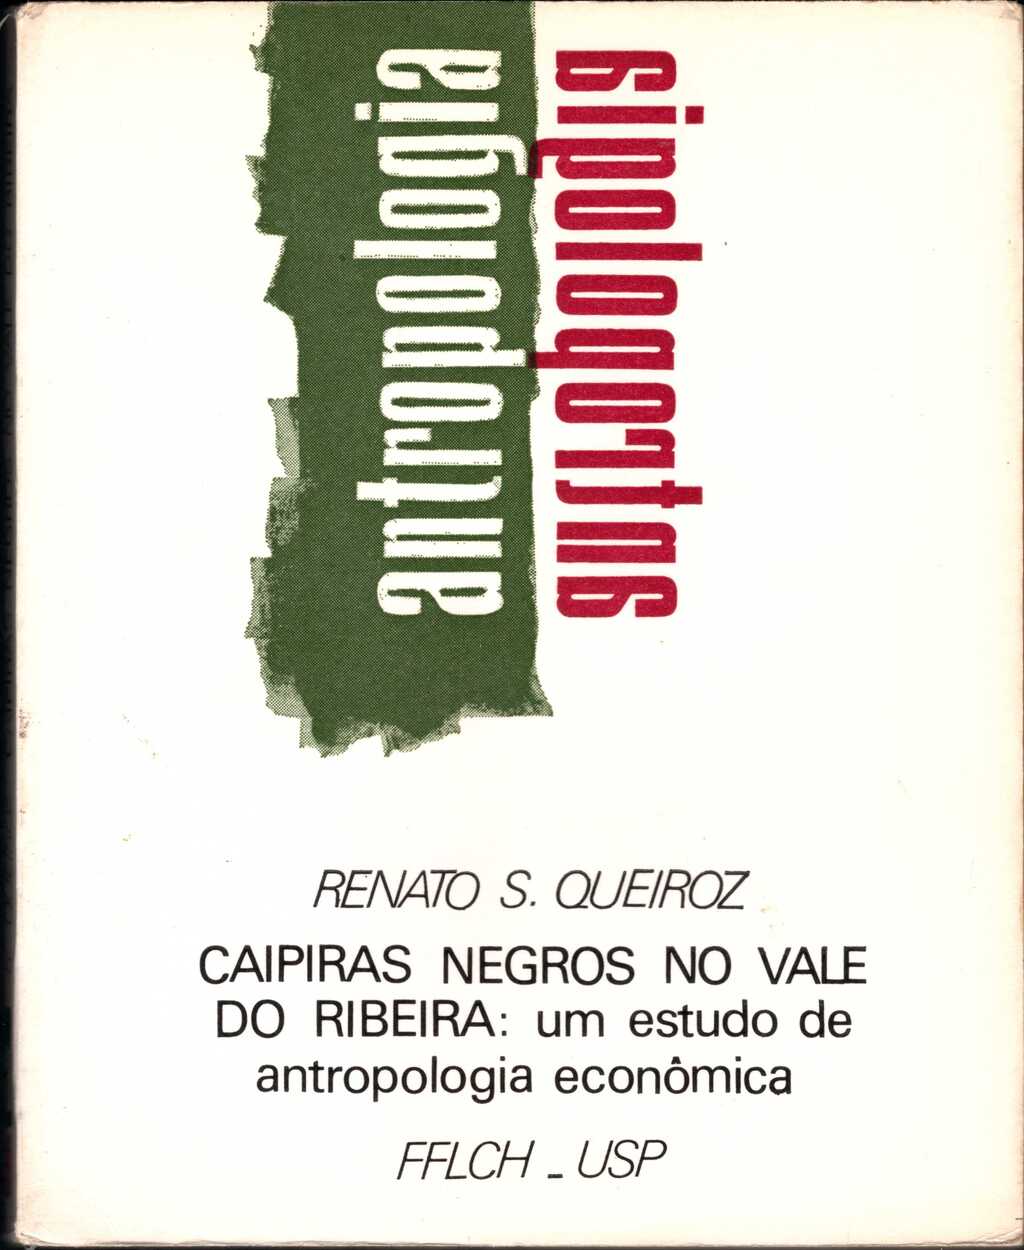 antropologia
antropologia
RENATO S. QUEIROZ
CAIPIRAS NEGROS NO VALE
DO RIBEIRA: um estudo de
antropologia econômica
FFLCH _ USP